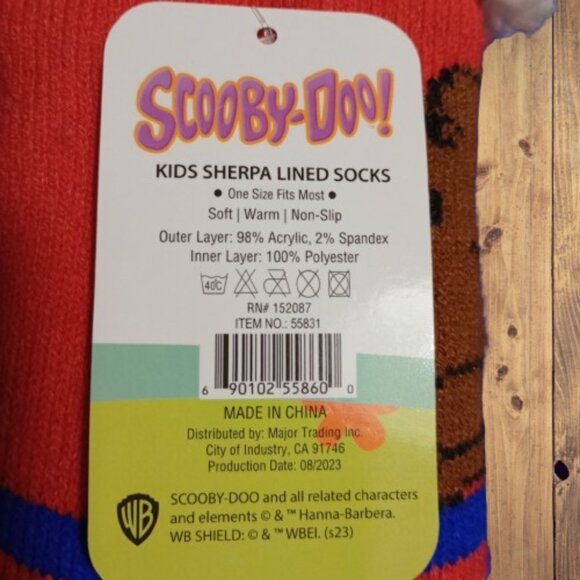 SCOOBY-DOO!
KIDS SHERPA LINED SOCKS
• One Size Fits Most •
Soft | Warm | Non-Slip
Outer Layer: 98% Acrylic, 2% Spandex
Inner Layer: 100% Polyester
40C
RN# 152087
ITEM NO.: 55831
6 90102 55860 0
MADE IN CHINA
Distributed by: Major Trading Inc.
City of Industry, CA 91746
Production Date: 08/2023
WB
SCOOBY-DOO and all related characters
and elements © & ™ Hanna-Barbera.
WB SHIELD: © & ™ WBEI. (s23)